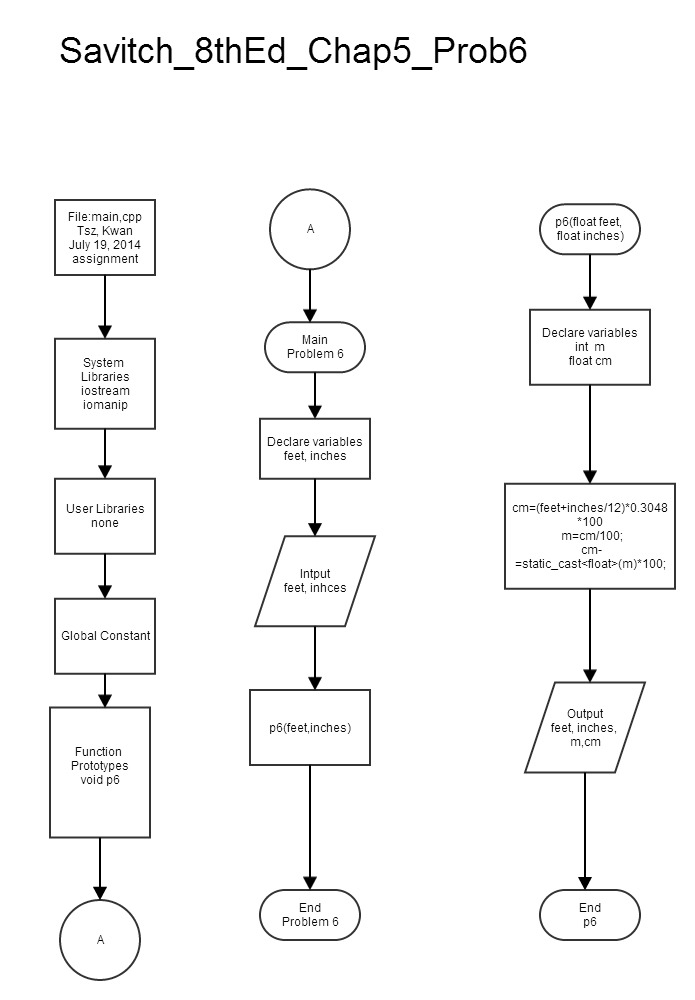 Savitch_8thEd_Chap5_Prob6
File:main,cpp
Tsz, Kwan
July 19, 2014
assignment
System
Libraries
iostream
iomanip
User Libraries
none
Global Constant
Function
Prototypes
void p6
A
A
Main
Problem 6
Declare variables
feet, inches
Intput
feet, inhces
p6(feet,inches)
End
Problem 6
p6(float feet,
float inches)
Declare variables
int m
float cm
cm=(feet+inches/12)*0.3048
*100
m=cm/100;
cm-
=static_cast<float>(m)*100;
Output
feet, inches,
m,cm
End
p6